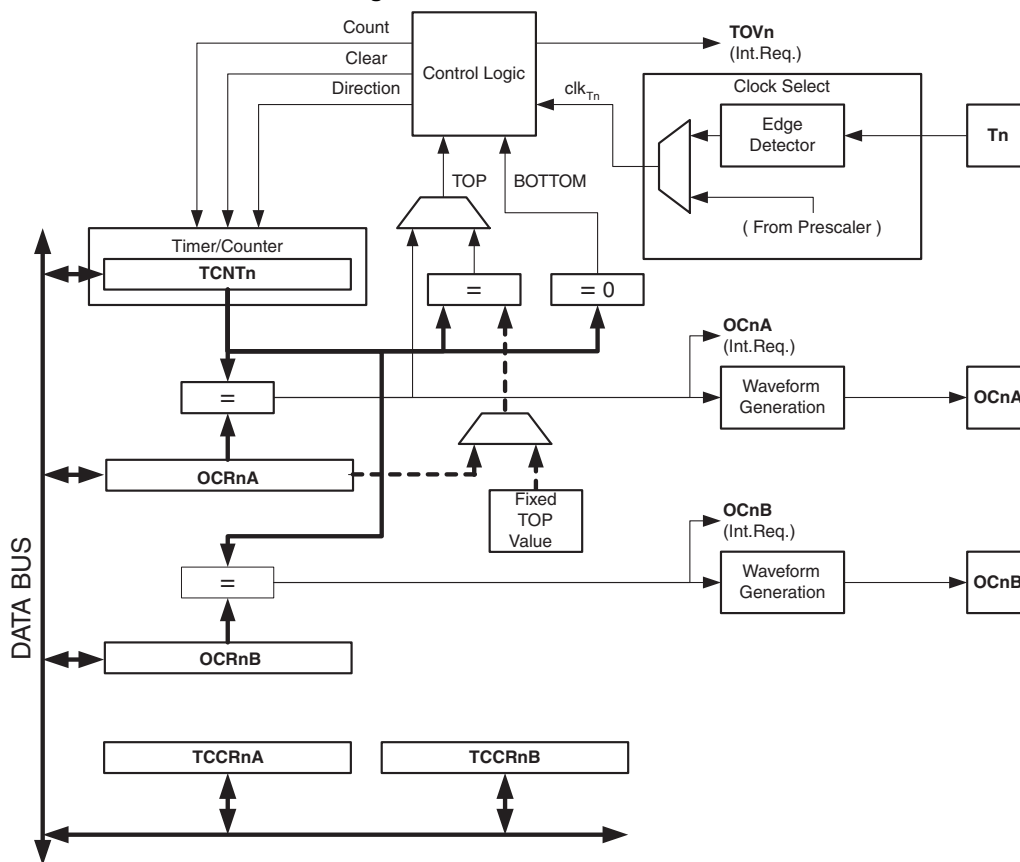 Count
Clear
Direction
Control Logic
TOVn
(Int.Req.)
clkTn
Clock Select
Edge
Detector
Tn
( From Prescaler )
TOP
BOTTOM
Timer/Counter
TCNTn
=
= 0
OCnA
(Int.Req.)
=
Waveform
Generation
OCnA
OCRnA
Fixed
TOP
Value
OCnB
(Int.Req.)
=
Waveform
Generation
OCnB
OCRnB
DATA BUS
TCCRnA
TCCRnB